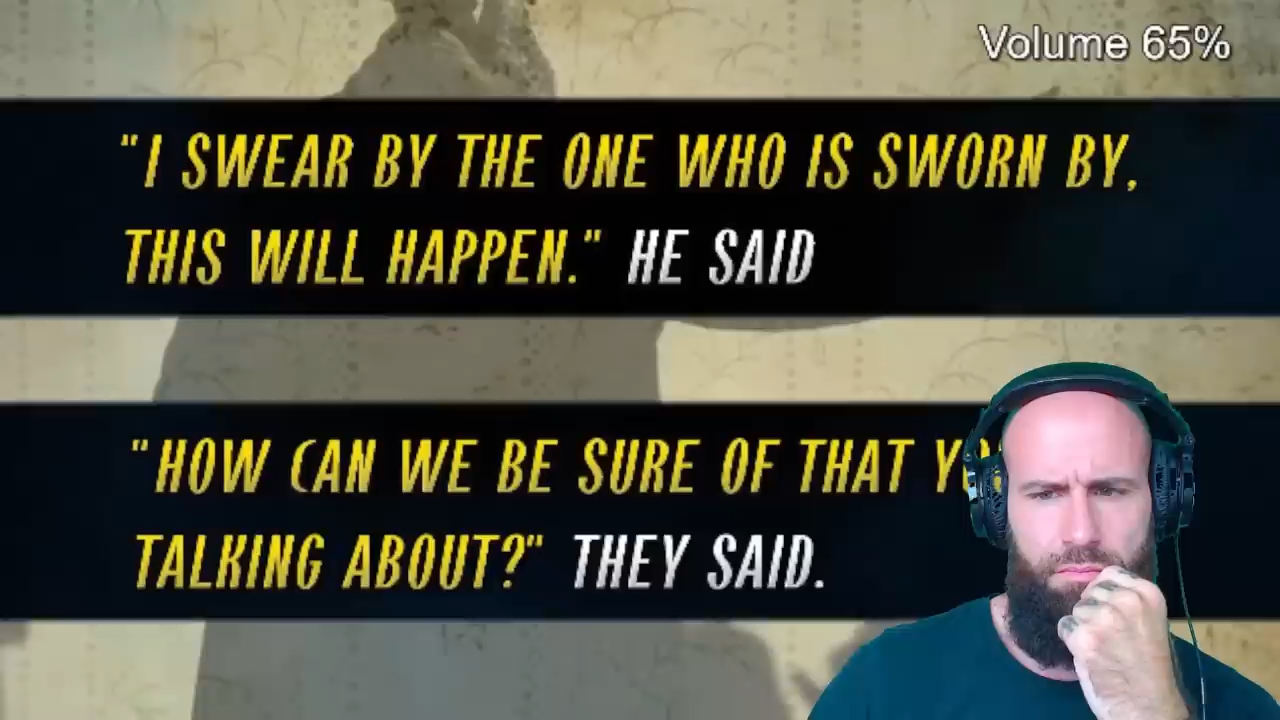 Volume 65%
"I SWEAR BY THE ONE WHO IS SWORN BY,
THIS WILL HAPPEN." HE SAID
"HOW CAN WE BE SURE OF THAT
TALKING ABOUT?" THEY SAID.